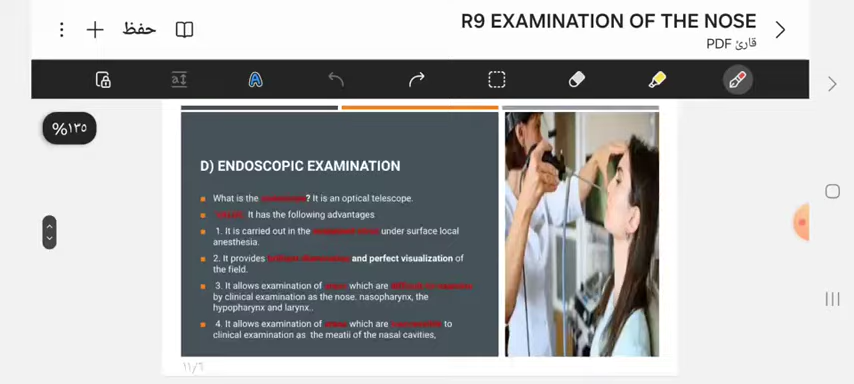 حفظ
R9 EXAMINATION OF THE NOSE
قارئ PDF
%١٣٥
D) ENDOSCOPIC EXAMINATION
What is the ? It is an optical telescope.
It has the following advantages
1. It is carried out in the under surface local
anesthesia.
2. It provides and perfect visualization of
the field.
3. It allows examination of which are
by clinical examination as the nose. nasopharynx, the
hypopharynx and larynx..
4. It allows examination of which are to
clinical examination as the meatii of the nasal cavities,
١١/٦